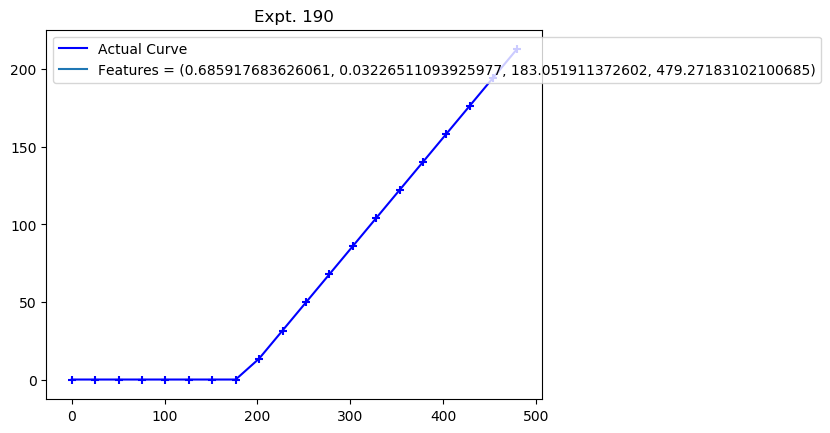 Expt. 190
Actual Curve
Features = (0.685917683626061, 0.03226511093925977, 183.051911372602, 479.27183102100685)
200
150
100
50
0
0 100 200 300 400 500